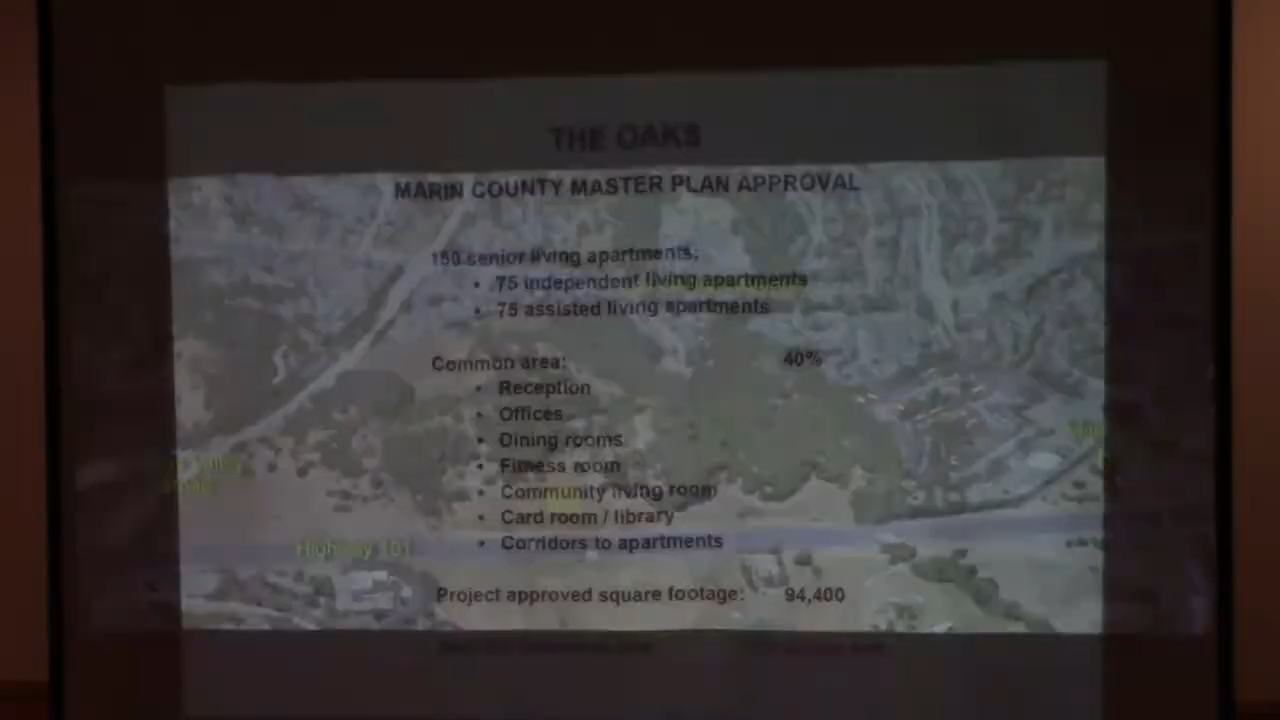 THE OAKS
MARIN COUNTY MASTER PLAN APPROVAL
150 senior living apartments:
• 75 independent living apartments
• 75 assisted living apartments
Common area: 40%
• Reception
• Offices
• Dining rooms
• Fitness room
• Community living room
• Card room / library
• Corridors to apartments
Highway 101
Project approved square footage: 94,400